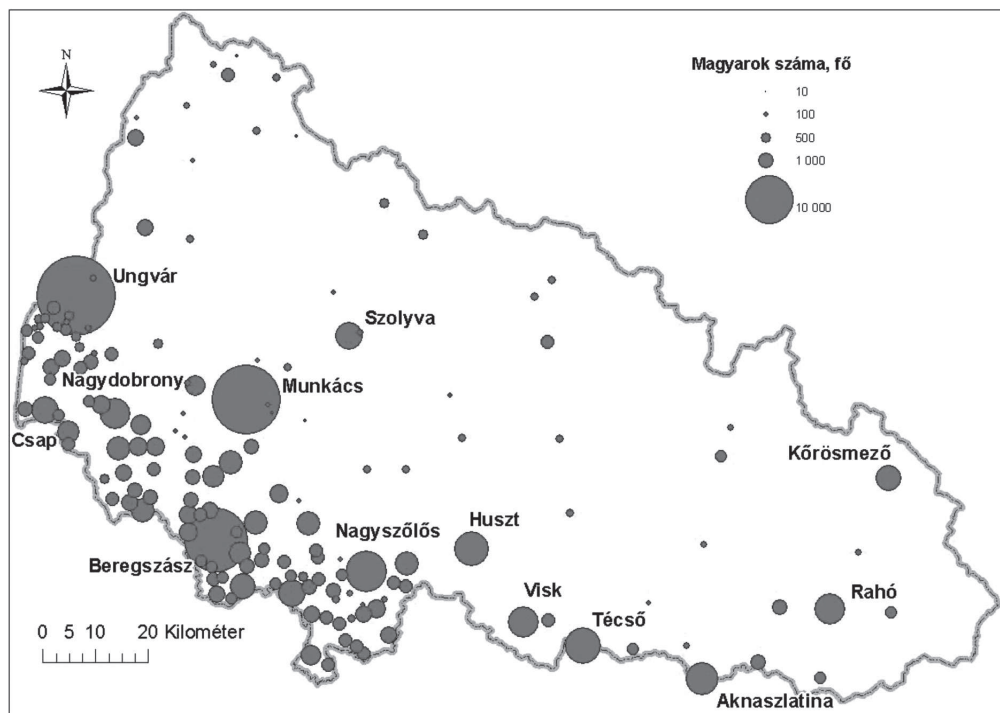 N
Magyarok száma, fő
10
100
500
1 000
10 000
Ungvár
Szolyva
Nagydobrony
Munkács
Csap
Kőrösmező
Huszt
Nagyszőlős
Beregszász
Visk
Rahó
Técső
0 5 10 20 Kilométer
Aknaszlatina